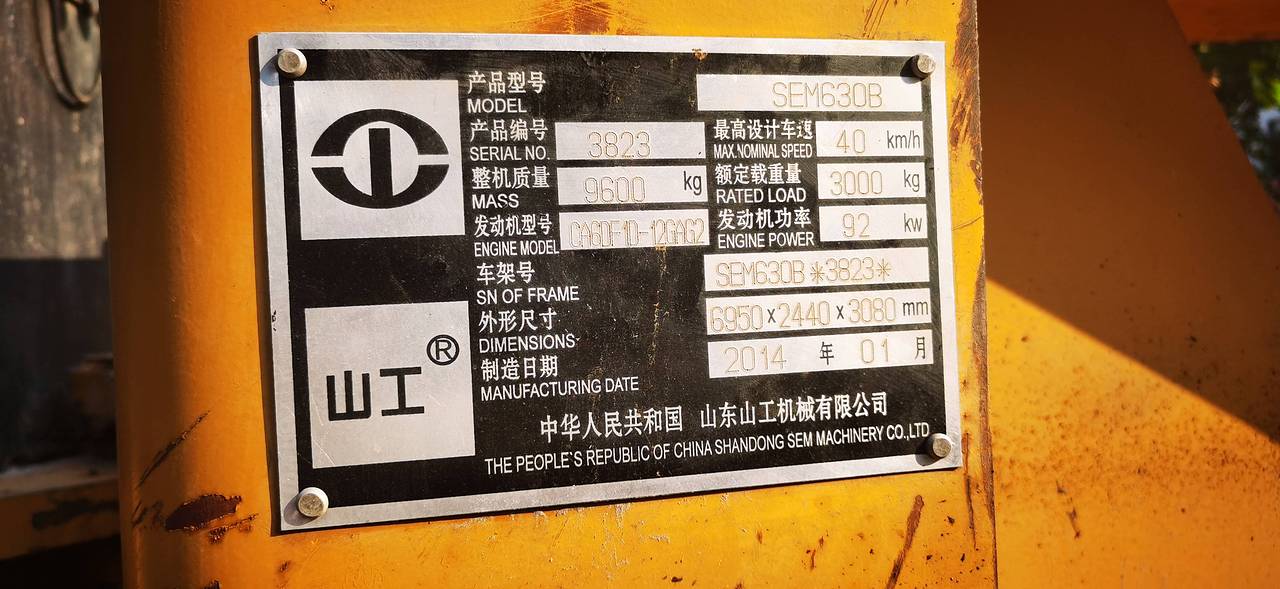 产品型号
MODEL SEM630B
产品编号 最高设计车速
SERIAL NO. 3823 MAX.NOMINAL SPEED 40 km/h
整机质量 额定载重量
MASS 9600 kg RATED LOAD 3000 kg
发动机型号 发动机功率
ENGINE MODEL CA6DF1D-12GAG2 ENGINE POWER 92 kw
车架号
SN OF FRAME SEM630B*3823*
外形尺寸
DIMENSIONS 6950×2440×3080 mm
制造日期
MANUFACTURING DATE 2014 年 01 月
山工®
中华人民共和国 山东山工机械有限公司
THE PEOPLE'S REPUBLIC OF CHINA SHANDONG SEM MACHINERY CO.,LTD